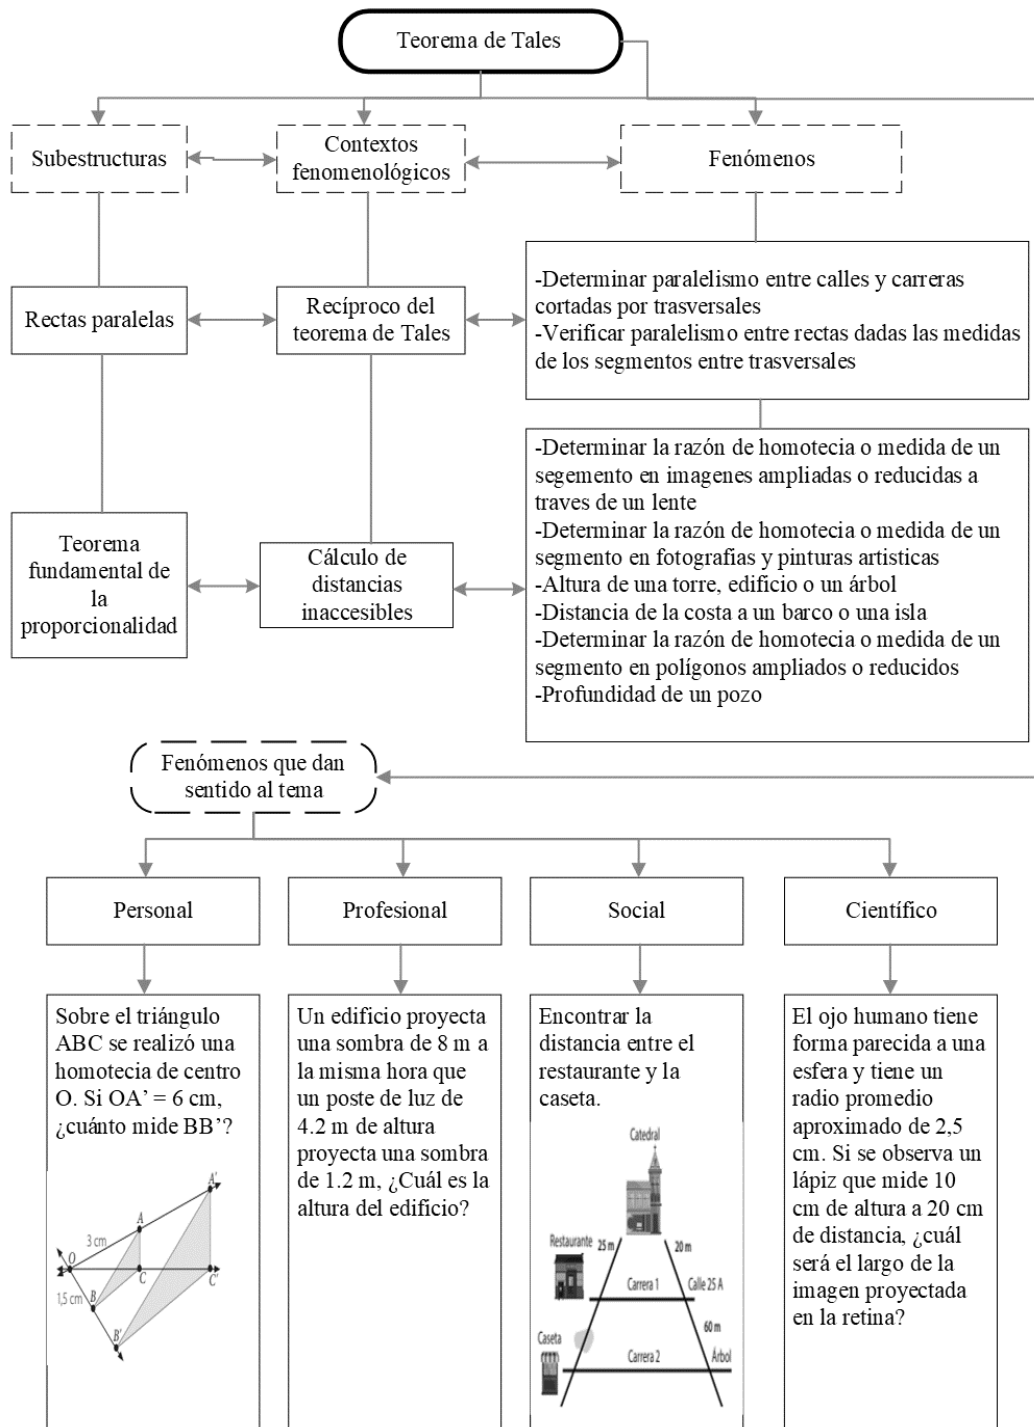 Teorema de Tales
Subestructuras
Contextos
fenomenológicos
Fenómenos
Rectas paralelas
Recíproco del
teorema de Tales
-Determinar paralelismo entre calles y carreras
cortadas por trasversales
-Verificar paralelismo entre rectas dadas las medidas
de los segmentos entre trasversales
Teorema
fundamental de
la
proporcionalidad
Cálculo de
distancias
inaccesibles
-Determinar la razón de homotecia o medida de un
segemento en imagenes ampliadas o reducidas a
traves de un lente
-Determinar la razón de homotecia o medida de un
segmento en fotografías y pinturas artisticas
-Altura de una torre, edificio o un árbol
-Distancia de la costa a un barco o una isla
-Determinar la razón de homotecia o medida de un
segmento en polígonos ampliados o reducidos
-Profundidad de un pozo
Fenómenos que dan
sentido al tema
Personal
Profesional
Social
Científico
Sobre el triángulo
ABC se realizó una
homotecia de centro
O. Si OA’ = 6 cm,
¿cuánto mide BB’?
A'
A
3 cm
O
C
C'
1,5 cm
B
B'
Un edificio proyecta
una sombra de 8 m a
la misma hora que
un poste de luz de
4.2 m de altura
proyecta una sombra
de 1.2 m, ¿Cuál es la
altura del edificio?
Encontrar la
distancia entre el
restaurante y la
caseta.
Catedral
Restaurante
25 m
20 m
Carrera 1
Calle 25 A
60 m
Caseta
Carrera 2
Árbol
El ojo humano tiene
forma parecida a una
esfera y tiene un
radio promedio
aproximado de 2,5
cm. Si se observa un
lápiz que mide 10
cm de altura a 20 cm
de distancia, ¿cuál
será el largo de la
imagen proyectada
en la retina?